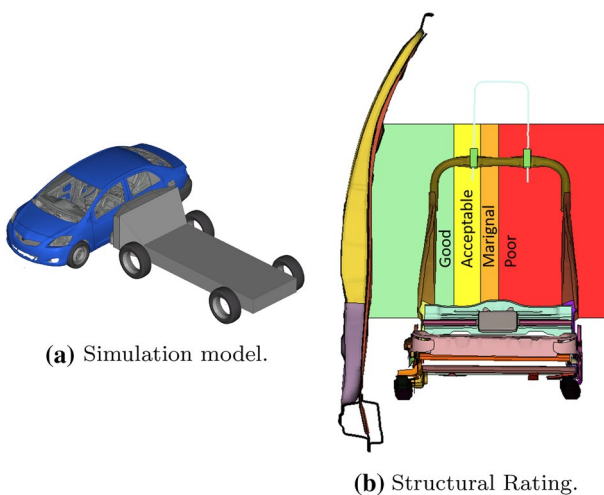 Good
Acceptable
Marignal
Poor
(a) Simulation model.
(b) Structural Rating.